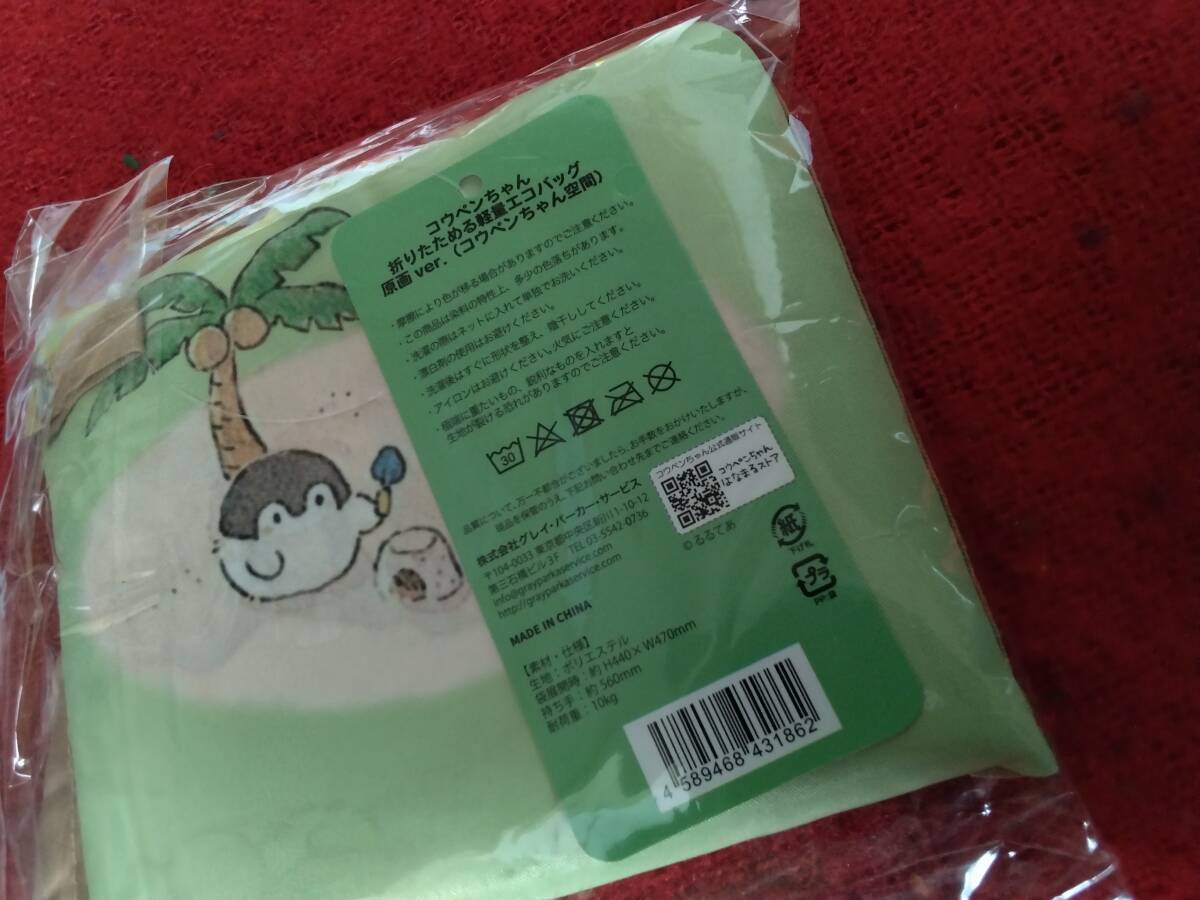 コウペンちゃん
折りたためる軽量エコバッグ
原画 ver.（コウペンちゃん空間）
・摩擦により色が移る場合がありますのでご注意ください。
・この商品は染料の特性上、多少の色落ちがあります。
・洗濯の際はネットに入れて単独でお洗いください。
・漂白剤の使用はお避けください。
・洗濯後はすぐに形状を整え、陰干ししてください。
・アイロンはお避けください。火気にご注意ください。
・極端に重たいもの、鋭利なものを入れますと
生地が裂ける恐れがありますのでご注意ください。
30
品質について、万一不都合がございましたら、お手数をおかけいたしますが、
現品を保管のうえ、下記お問い合わせ先までご連絡ください。
株式会社グレイ・パーカー・サービス
〒104-0033 東京都中央区新川1-10-12
第三石橋ビル3F TEL 03-5542-0736
info@grayparkaservice.com
http://grayparkaservice.com
コウペンちゃん公式通販サイト
コウペンちゃん
はなまるストア
©るるてあ
紙
下げ札
プラ
PP・袋
MADE IN CHINA
【素材・仕様】
生地：ポリエステル
袋展開時：約 H440×W470mm
持ち手：約 560mm
耐荷重：10kg
4 589468 431862